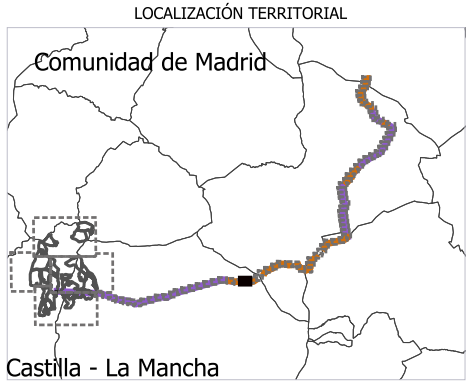 LOCALIZACIÓN TERRITORIAL
Comunidad de Madrid
Castilla - La Mancha